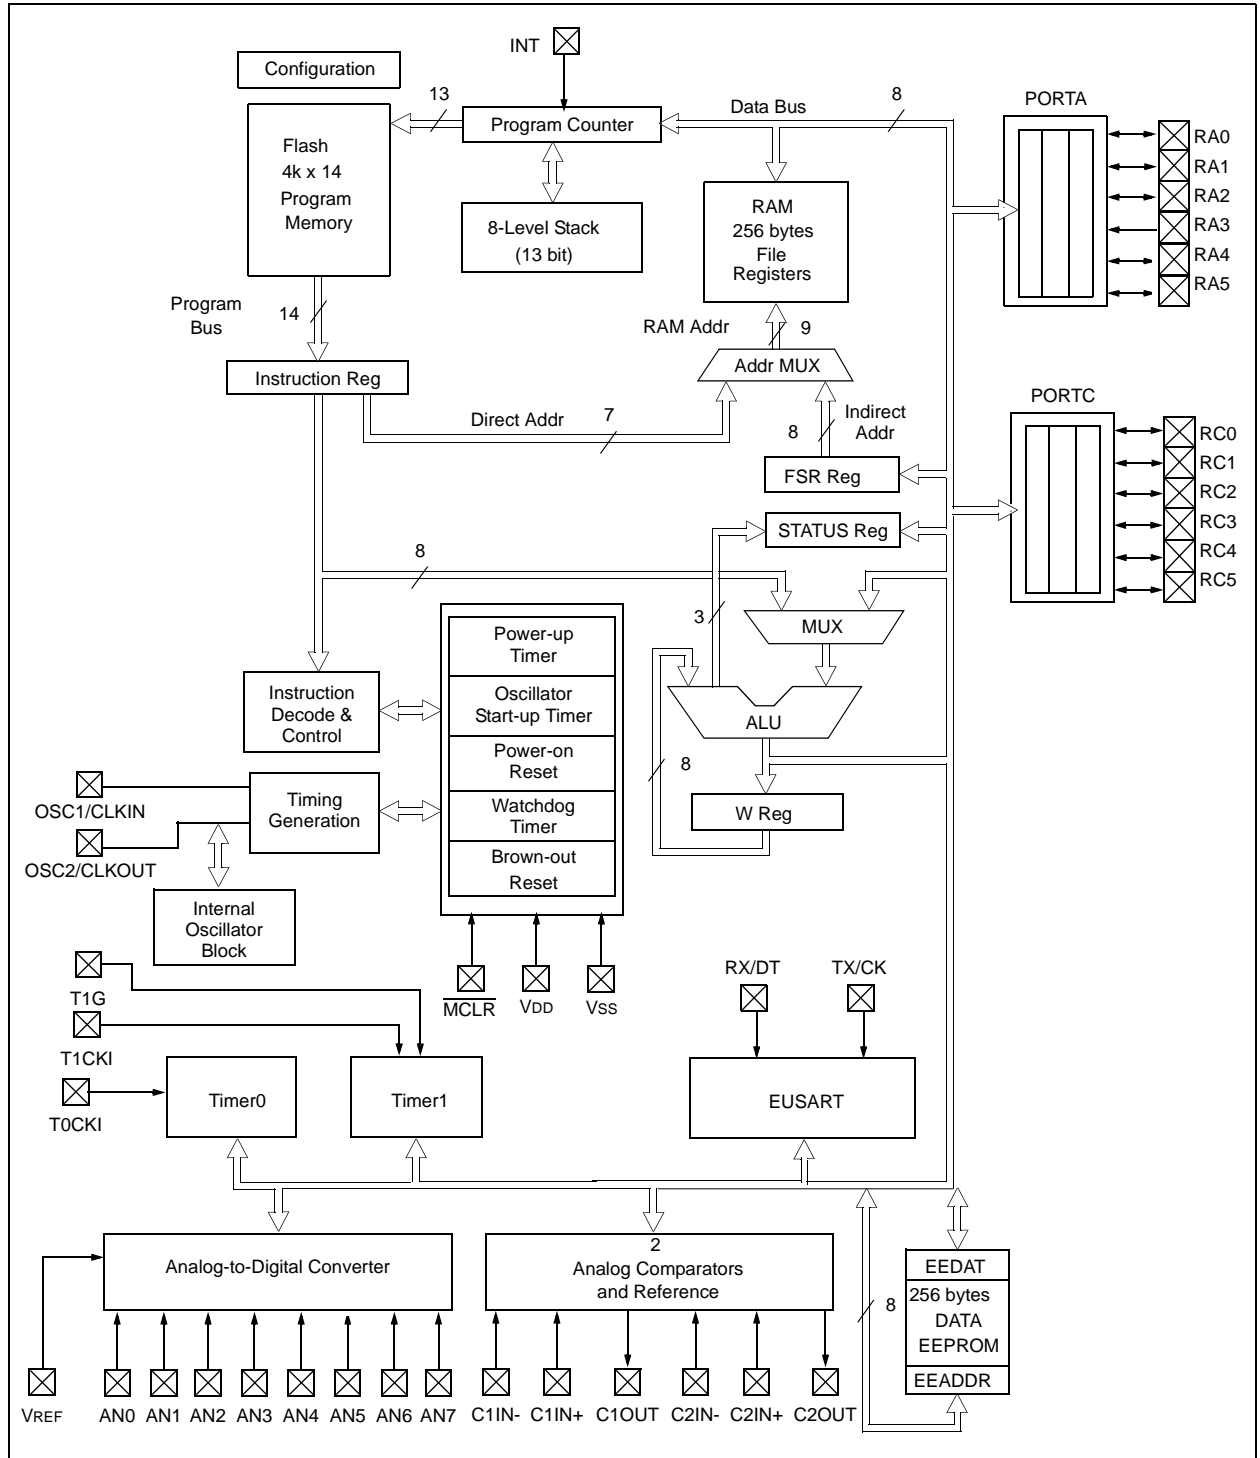 INT
Configuration
13
Program Counter
Data Bus
8
PORTA
Flash
4k x 14
Program
Memory
8-Level Stack
(13 bit)
RAM
256 bytes
File
Registers
RA0
RA1
RA2
RA3
RA4
RA5
Program
Bus
14
RAM Addr
9
Addr MUX
Instruction Reg
Direct Addr
7
Indirect
Addr
8
FSR Reg
PORTC
RC0
RC1
RC2
RC3
RC4
RC5
STATUS Reg
8
3
MUX
Power-up
Timer
Instruction
Decode &
Control
Oscillator
Start-up Timer
ALU
Power-on
Reset
8
OSC1/CLKIN
Timing
Generation
Watchdog
Timer
W Reg
OSC2/CLKOUT
Brown-out
Reset
Internal
Oscillator
Block
T1G
MCLR
VDD
VSS
RX/DT
TX/CK
T1CKI
T0CKI
Timer0
Timer1
EUSART
Analog-to-Digital Converter
2
Analog Comparators
and Reference
8
EEDAT
256 bytes
DATA
EEPROM
EEADDR
VREF
AN0
AN1
AN2
AN3
AN4
AN5
AN6
AN7
C1IN-
C1IN+
C1OUT
C2IN-
C2IN+
C2OUT